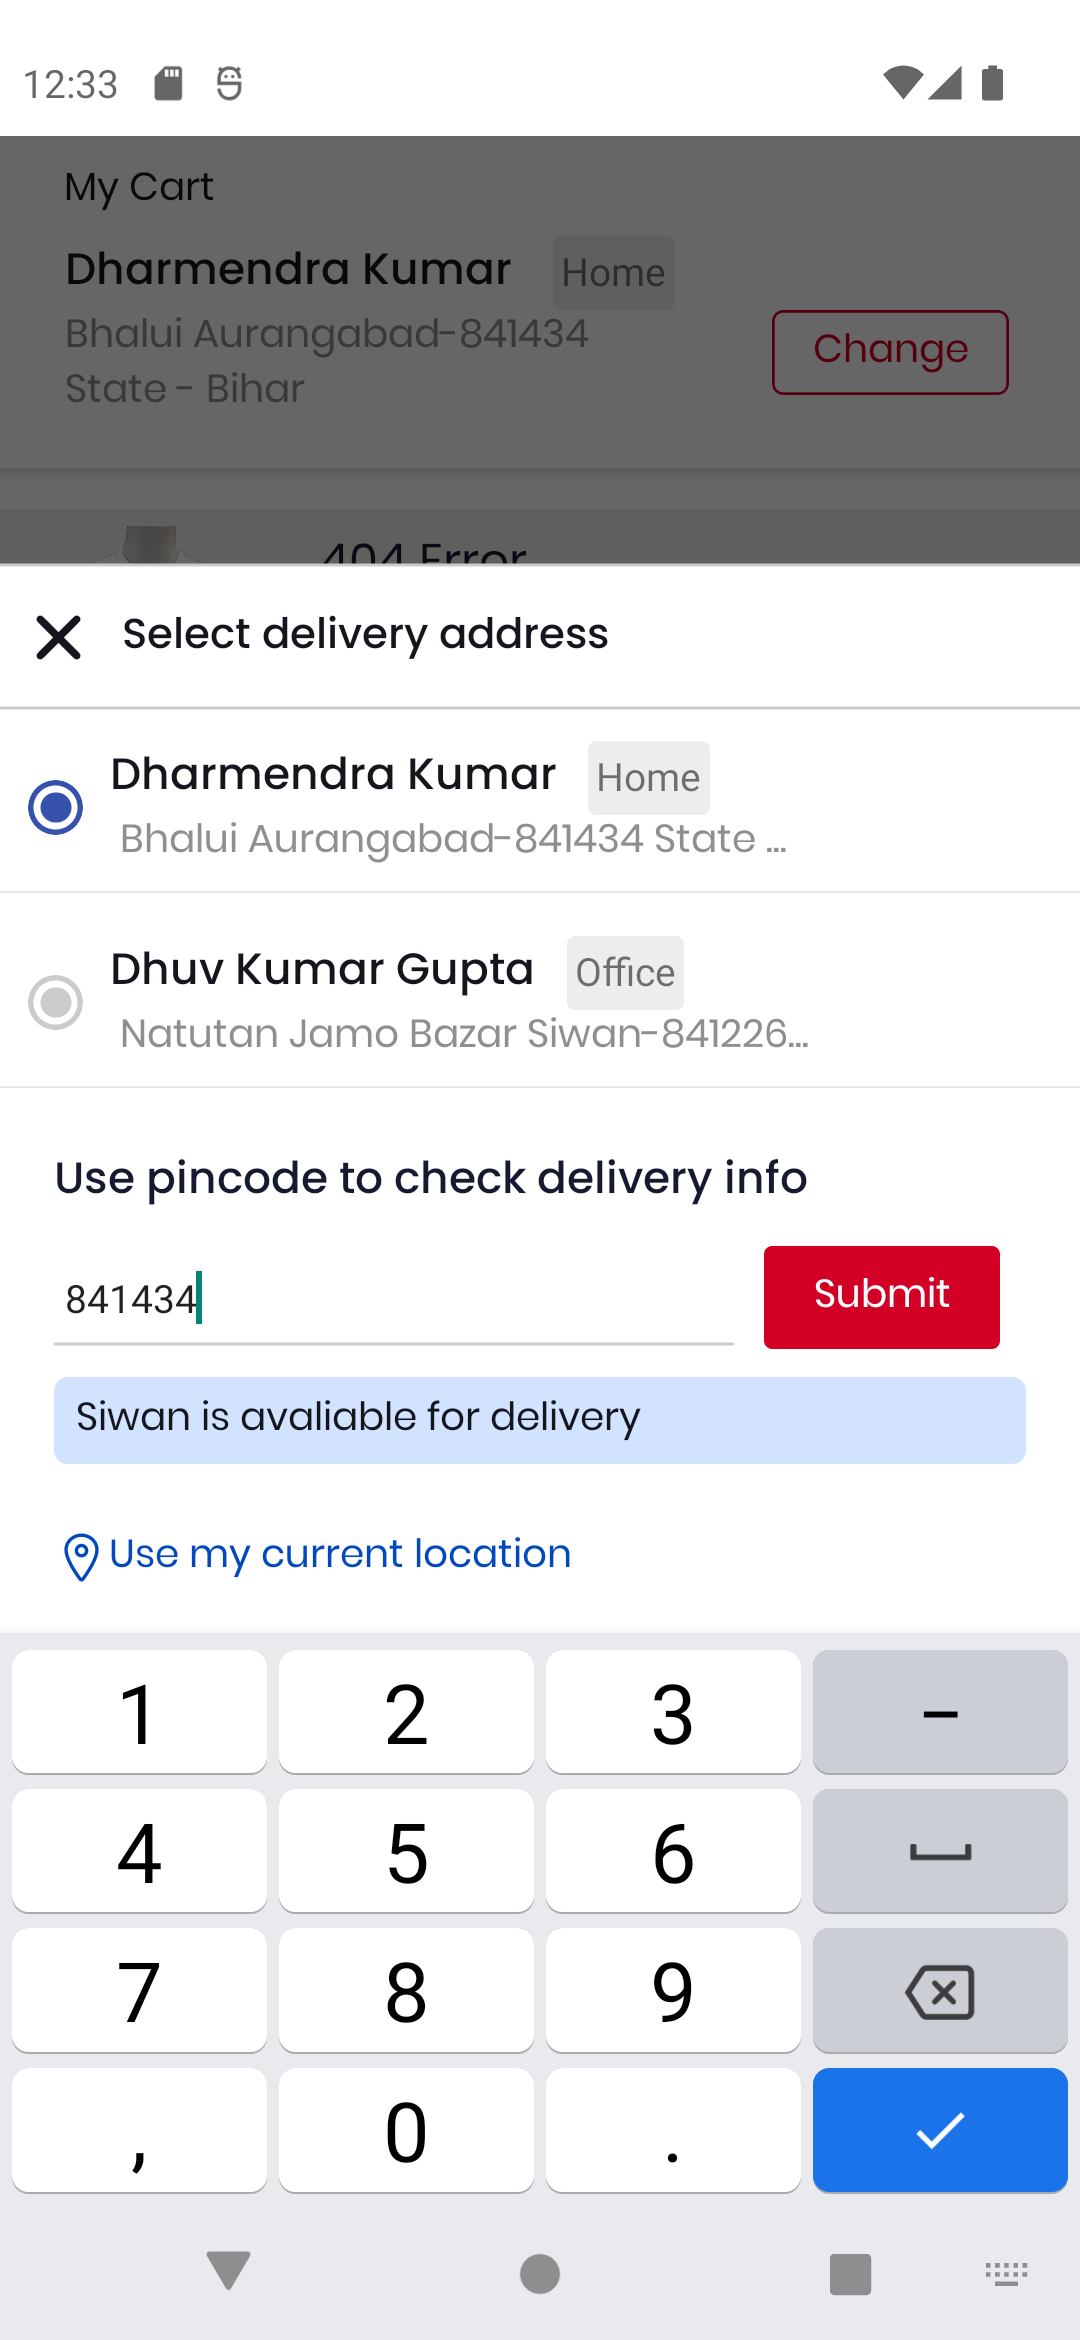 12:33
My Cart
Dharmendra Kumar Home
Bhalui Aurangabad-841434
State - Bihar
Change
404 Error
Select delivery address
Dharmendra Kumar Home
Bhalui Aurangabad-841434 State ...
Dhuv Kumar Gupta Office
Natutan Jamo Bazar Siwan-841226...
Use pincode to check delivery info
841434
Submit
Siwan is avaliable for delivery
Use my current location
1 2 3 -
4 5 6
7 8 9
, 0 .